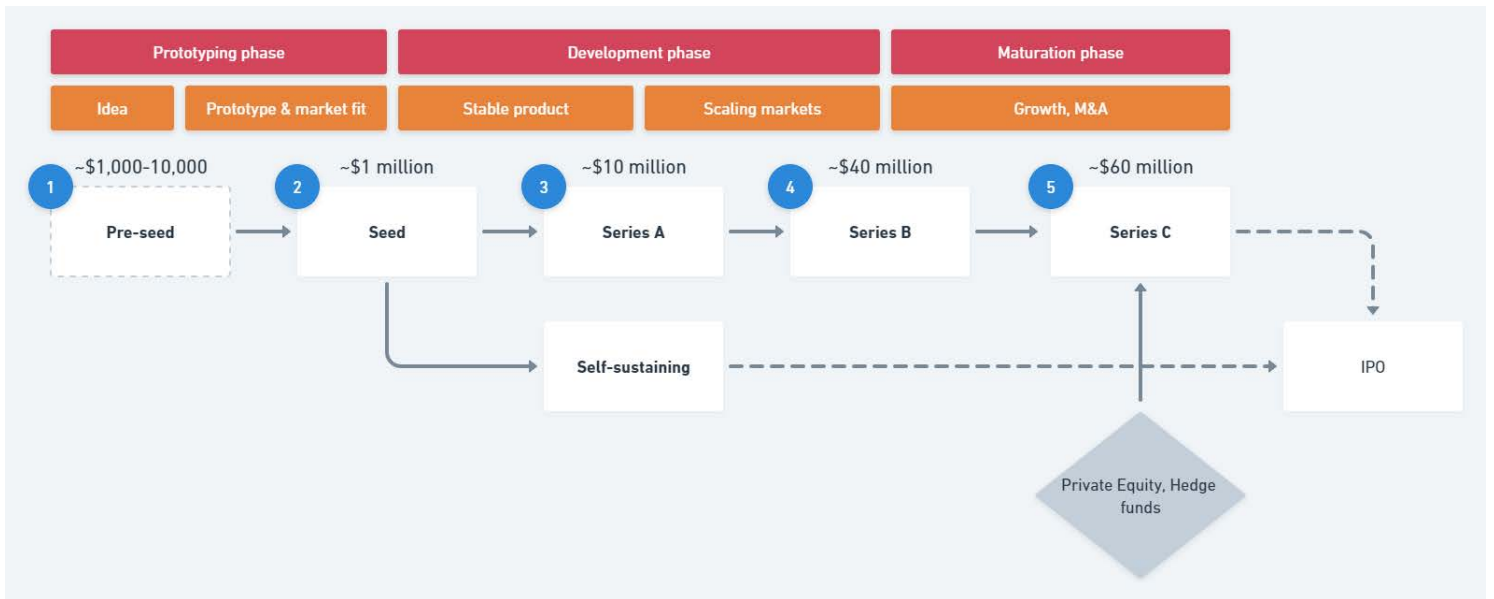 Prototyping phase
Development phase
Maturation phase
Idea
Prototype & market fit
Stable product
Scaling markets
Growth, M&A
~$1,000-10,000
~$1 million
~$10 million
~$40 million
~$60 million
1
2
3
4
5
Pre-seed
Seed
Series A
Series B
Series C
Self-sustaining
IPO
Private Equity, Hedge
funds